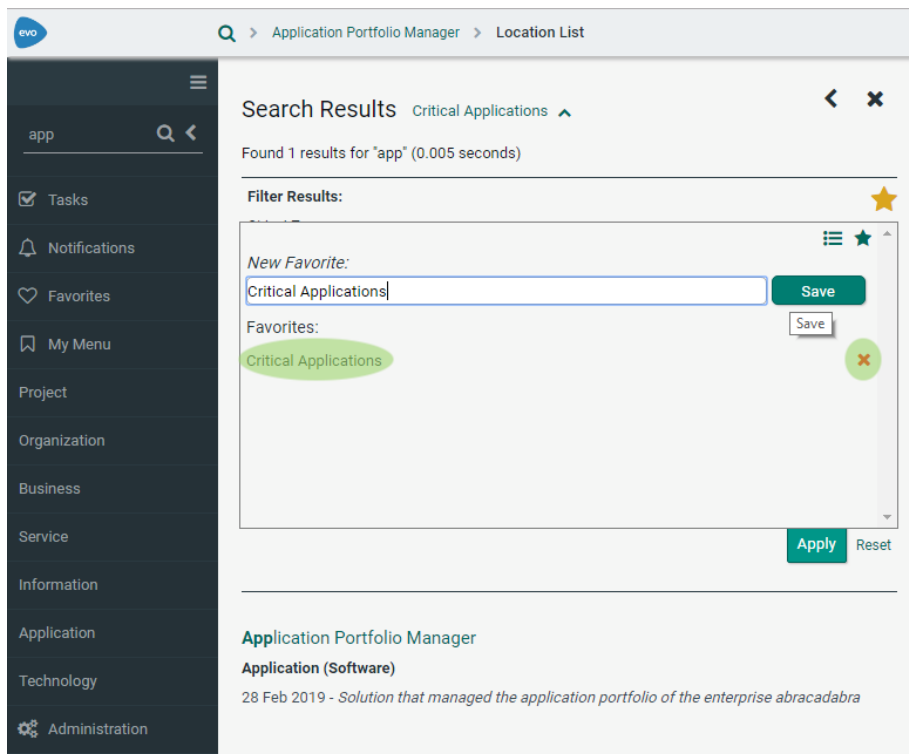 evo
> Application Portfolio Manager > Location List
app
Tasks
Notifications
Favorites
My Menu
Project
Organization
Business
Service
Information
Application
Technology
Administration
Search Results Critical Applications
Found 1 results for "app" (0.005 seconds)
Filter Results:
New Favorite:
Critical Applications Save
Save
Favorites:
Critical Applications
Apply Reset
Application Portfolio Manager
Application (Software)
28 Feb 2019 - Solution that managed the application portfolio of the enterprise abracadabra